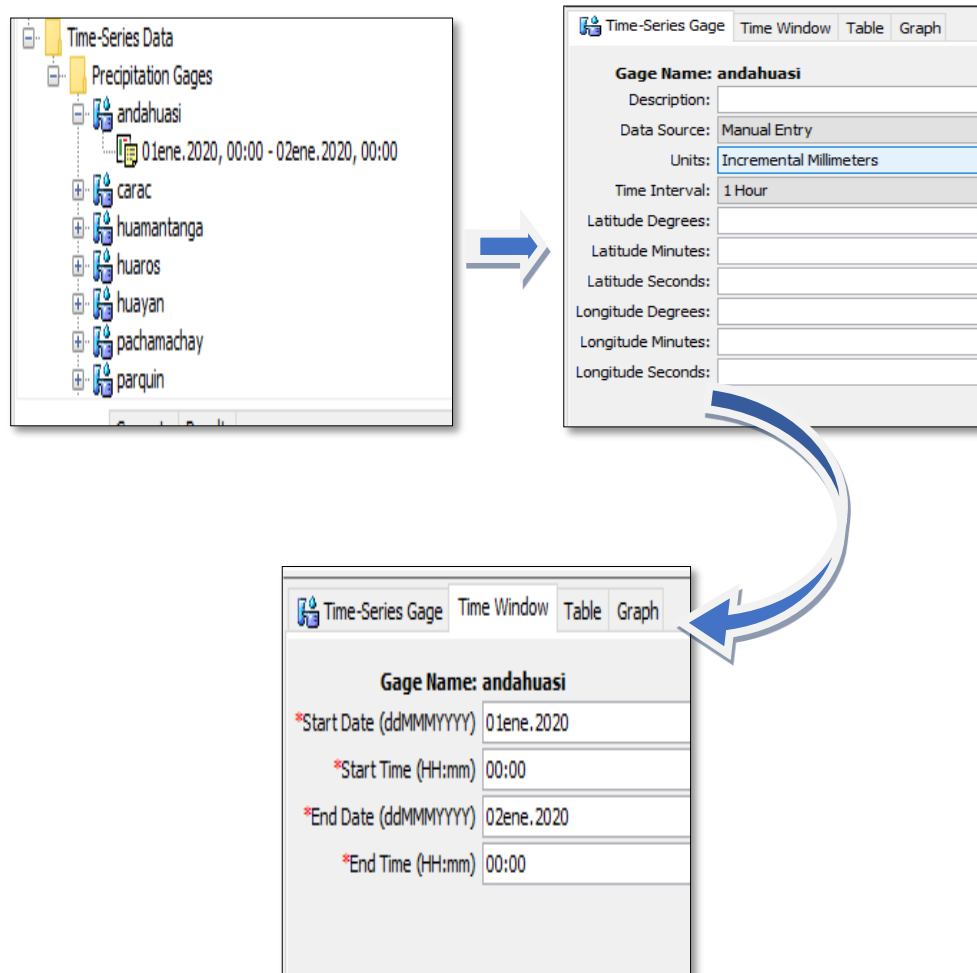 Time-Series Data
Precipitation Gages
andahuasi
01ene.2020, 00:00 - 02ene.2020, 00:00
carac
huamantanga
huaros
huayan
pachamachay
parquin
Time-Series Gage Time Window Table Graph
Gage Name: andahuasi
Description:
Data Source: Manual Entry
Units: Incremental Millimeters
Time Interval: 1 Hour
Latitude Degrees:
Latitude Minutes:
Latitude Seconds:
Longitude Degrees:
Longitude Minutes:
Longitude Seconds:
Time-Series Gage Time Window Table Graph
Gage Name: andahuasi
*Start Date (ddMMMYYYY) 01ene.2020
*Start Time (HH:mm) 00:00
*End Date (ddMMMYYYY) 02ene.2020
*End Time (HH:mm) 00:00